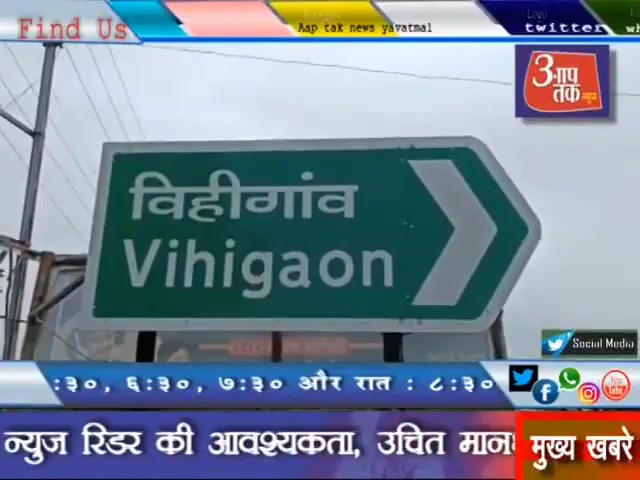 Find Us
Aap tak news yavatmal
twitter
3आप
तक
न्युज
विहीगांव
Vihigaon
Social Media
:३०, ६:३०, ७:३० और रात : ८:३०
न्युज रिडर की आवश्यकता, उचित मान
मुख्य खबरे